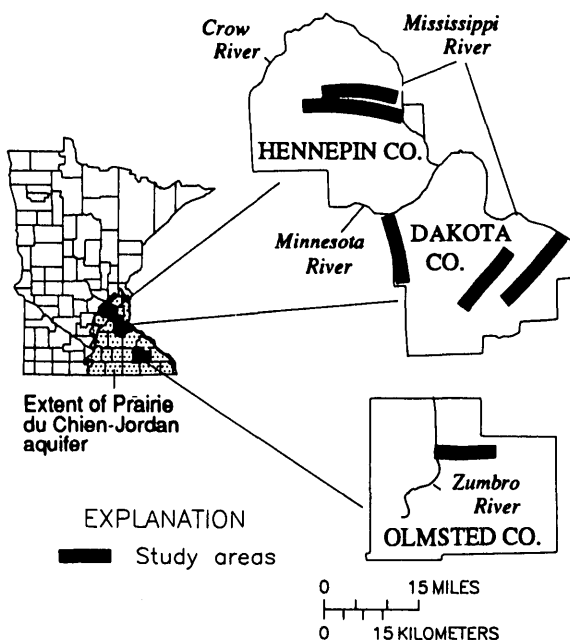 Crow
River
Mississippi
River
HENNEPIN CO.
Minnesota
River
DAKOTA
CO.
Extent of Prairie
du Chien-Jordan
aquifer
Zumbro
River
OLMSTED CO.
EXPLANATION
Study areas
0 15 MILES
0 15 KILOMETERS